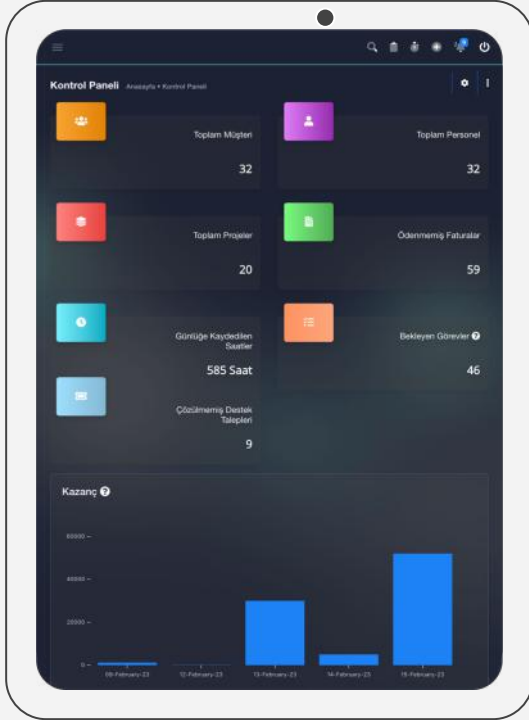 Kontrol Paneli Anasayfa • Kontrol Paneli
Toplam Müşteri
32
Toplam Personel
32
Toplam Projeler
20
Ödenmemiş Faturalar
59
Günlüğe Kaydedilen
Saatler
585 Saat
Bekleyen Görevler
46
Çözülmemiş Destek
Talepleri
9
Kazanç
60000
40000
20000
0
09-February-23 12-February-23 13-February-23 14-February-23 15-February-23